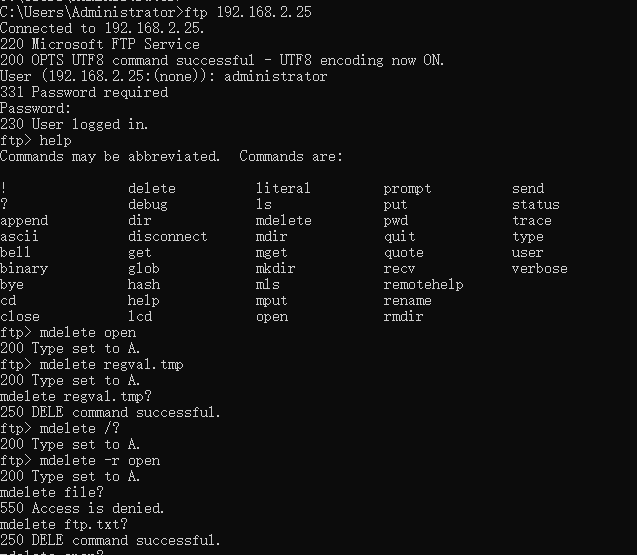 C:\Users\Administrator>ftp 192.168.2.25
Connected to 192.168.2.25.
220 Microsoft FTP Service
200 OPTS UTF8 command successful - UTF8 encoding now ON.
User (192.168.2.25:(none)): administrator
331 Password required
Password:
230 User logged in.
ftp> help
Commands may be abbreviated.  Commands are:
!               delete          literal         prompt          send
?               debug           ls              put             status
append          dir             mdelete         pwd             trace
ascii           disconnect      mdir            quit            type
bell            get             mget            quote           user
binary          glob            mkdir           recv            verbose
bye             hash            mls             remotehelp
cd              help            mput            rename
close           lcd             open            rmdir
ftp> mdelete open
200 Type set to A.
ftp> mdelete regval.tmp
200 Type set to A.
mdelete regval.tmp?
250 DELE command successful.
ftp> mdelete /?
200 Type set to A.
ftp> mdelete -r open
200 Type set to A.
mdelete file?
550 Access is denied.
mdelete ftp.txt?
250 DELE command successful.
mdelete open?